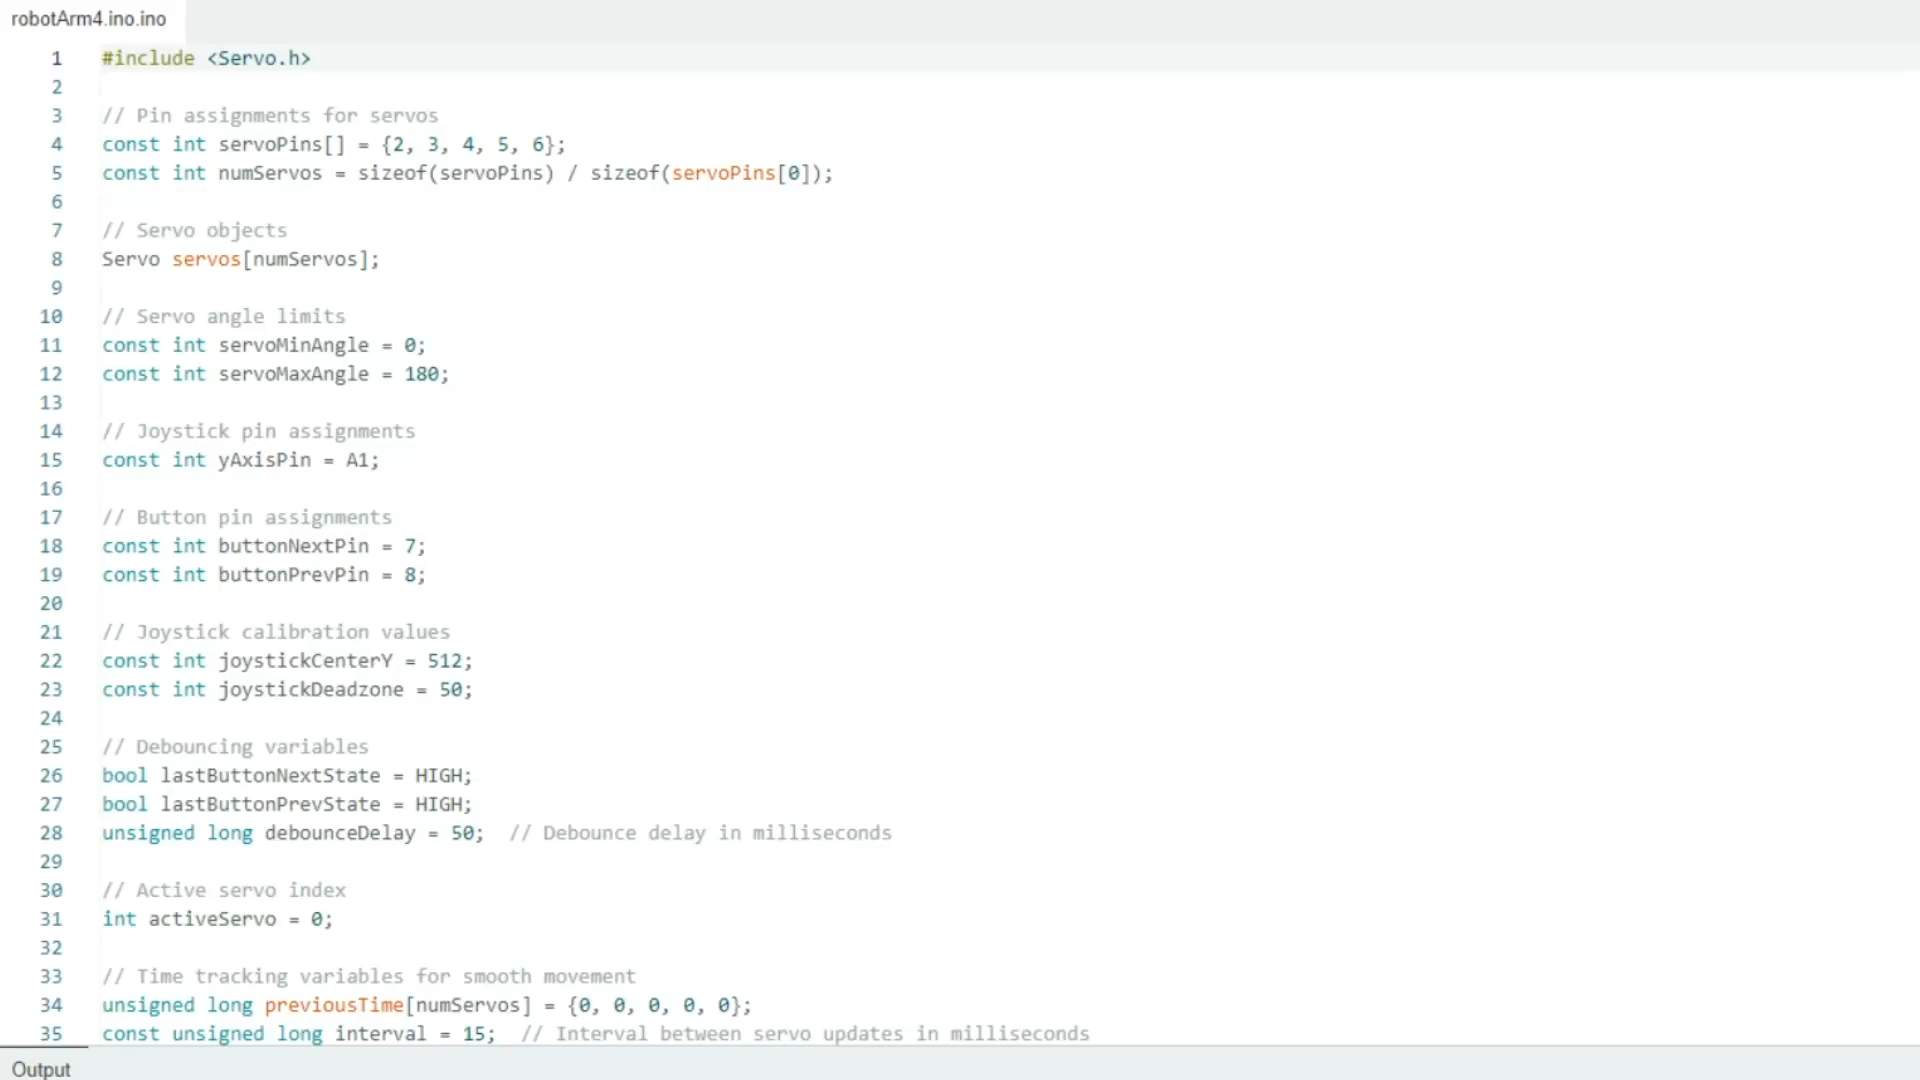 robotArm4.ino.ino
1 #include <Servo.h>
2
3 // Pin assignments for servos
4 const int servoPins[] = {2, 3, 4, 5, 6};
5 const int numServos = sizeof(servoPins) / sizeof(servoPins[0]);
6
7 // Servo objects
8 Servo servos[numServos];
9
10 // Servo angle limits
11 const int servoMinAngle = 0;
12 const int servoMaxAngle = 180;
13
14 // Joystick pin assignments
15 const int yAxisPin = A1;
16
17 // Button pin assignments
18 const int buttonNextPin = 7;
19 const int buttonPrevPin = 8;
20
21 // Joystick calibration values
22 const int joystickCenterY = 512;
23 const int joystickDeadzone = 50;
24
25 // Debouncing variables
26 bool lastButtonNextState = HIGH;
27 bool lastButtonPrevState = HIGH;
28 unsigned long debounceDelay = 50;  // Debounce delay in milliseconds
29
30 // Active servo index
31 int activeServo = 0;
32
33 // Time tracking variables for smooth movement
34 unsigned long previousTime[numServos] = {0, 0, 0, 0, 0};
35 const unsigned long interval = 15;  // Interval between servo updates in milliseconds
Output